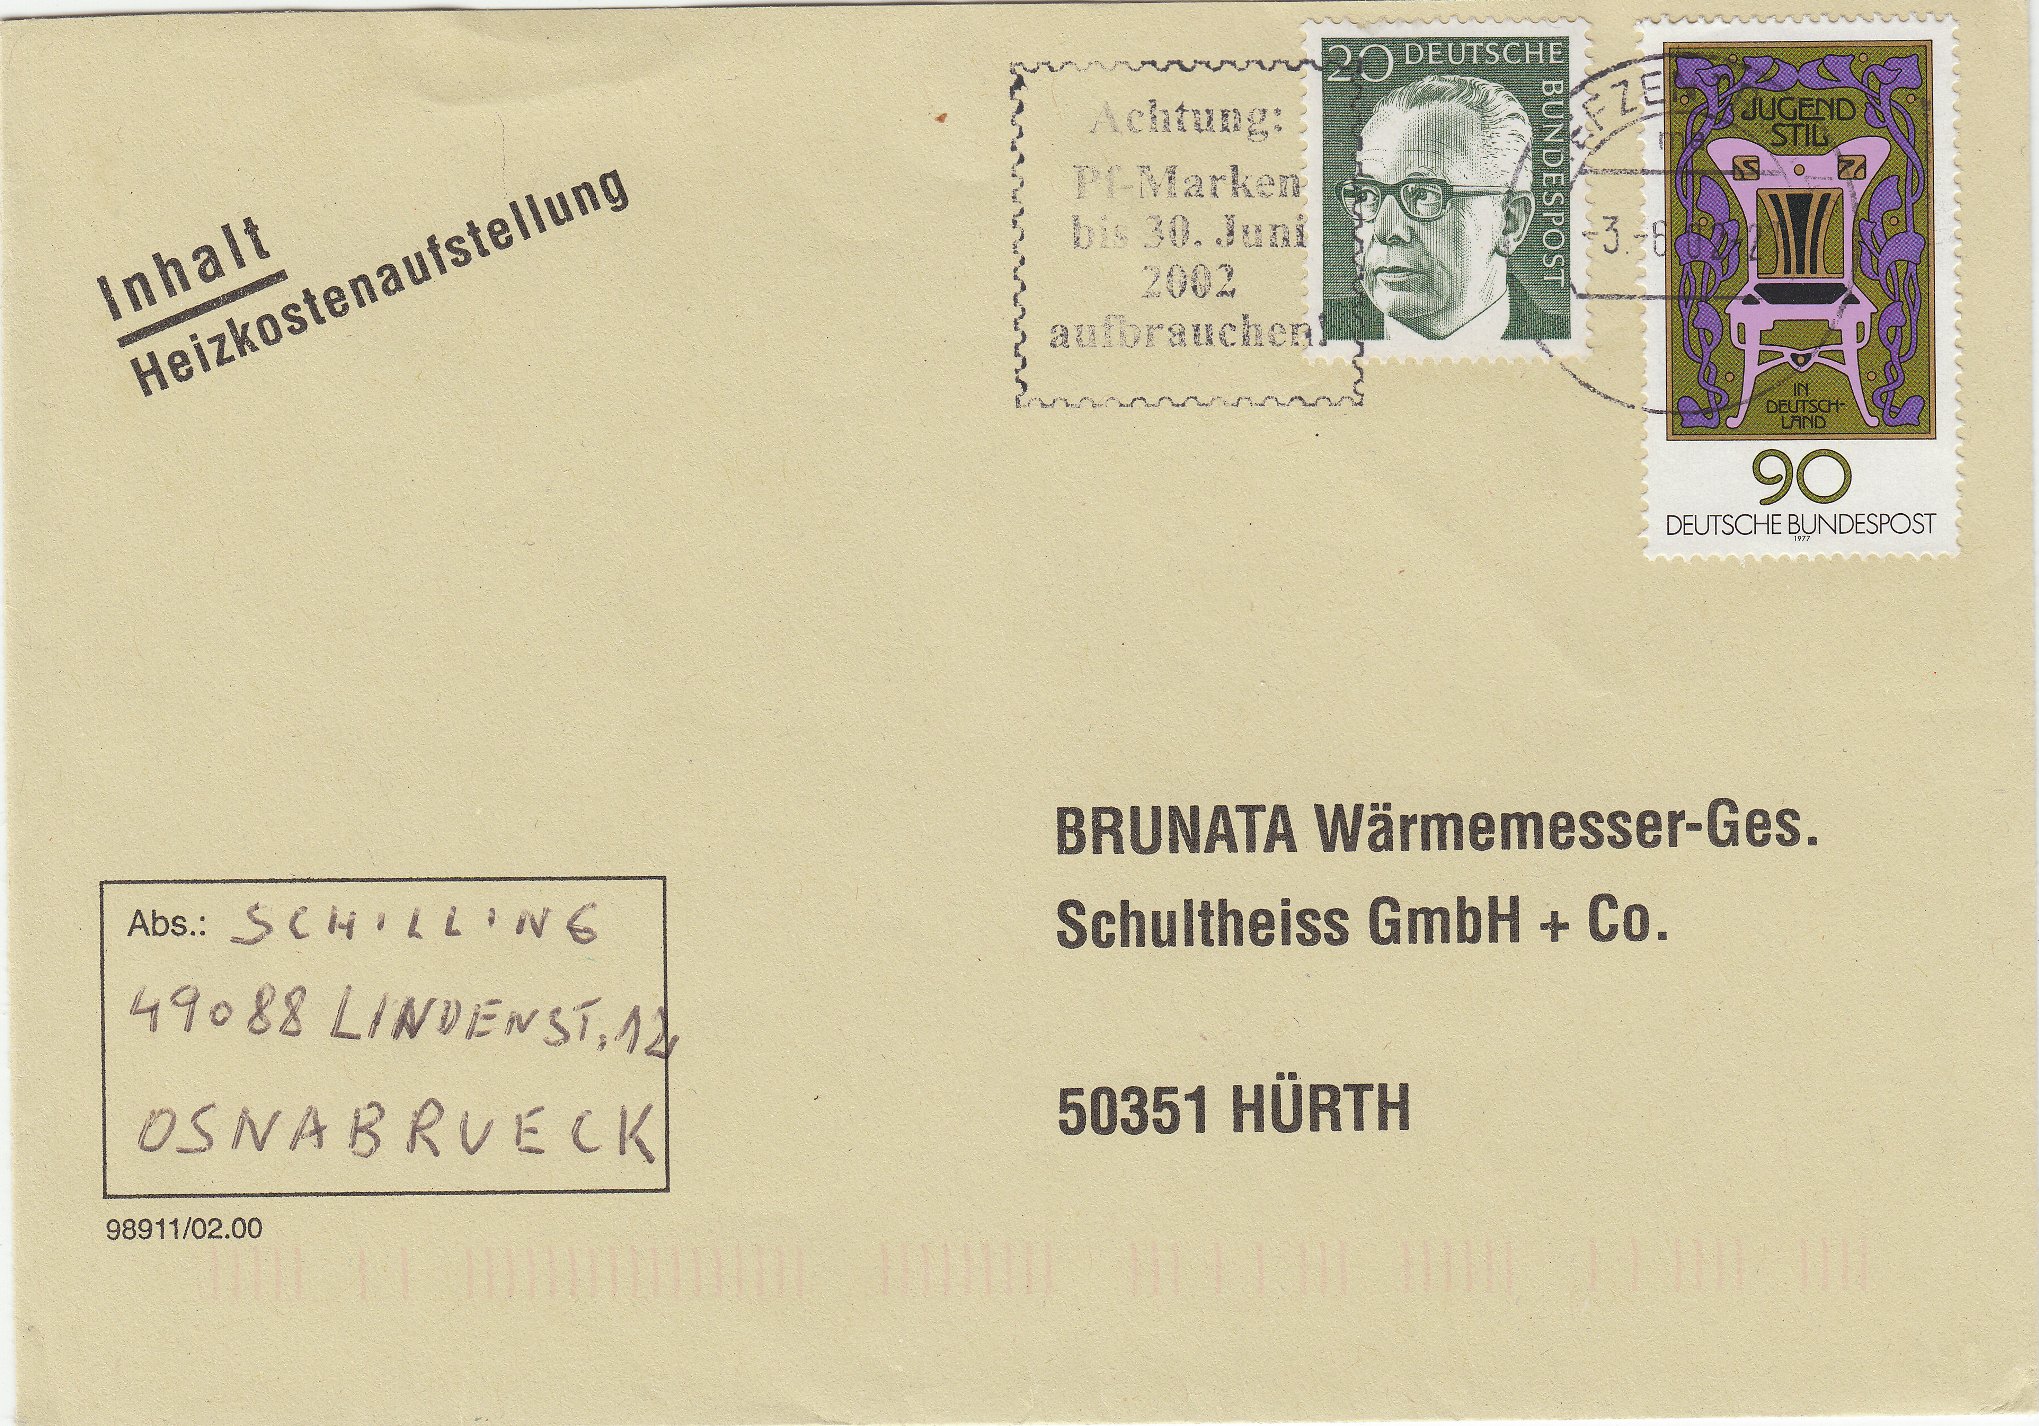 Inhalt
Heizkostenaufstellung
Achtung:
Pf-Marken
bis 30. Juni
2002
aufbrauchen!
20 DEUTSCHE
BUNDESPOST
JUGEND
STIL
IN
DEUTSCH-
LAND
90
DEUTSCHE BUNDESPOST
1977
BRUNATA Wärmemesser-Ges.
Schultheiss GmbH + Co.
50351 HÜRTH
Abs.: SCHILLING
49088 LINDENST. 12
OSNABRUECK
98911/02.00